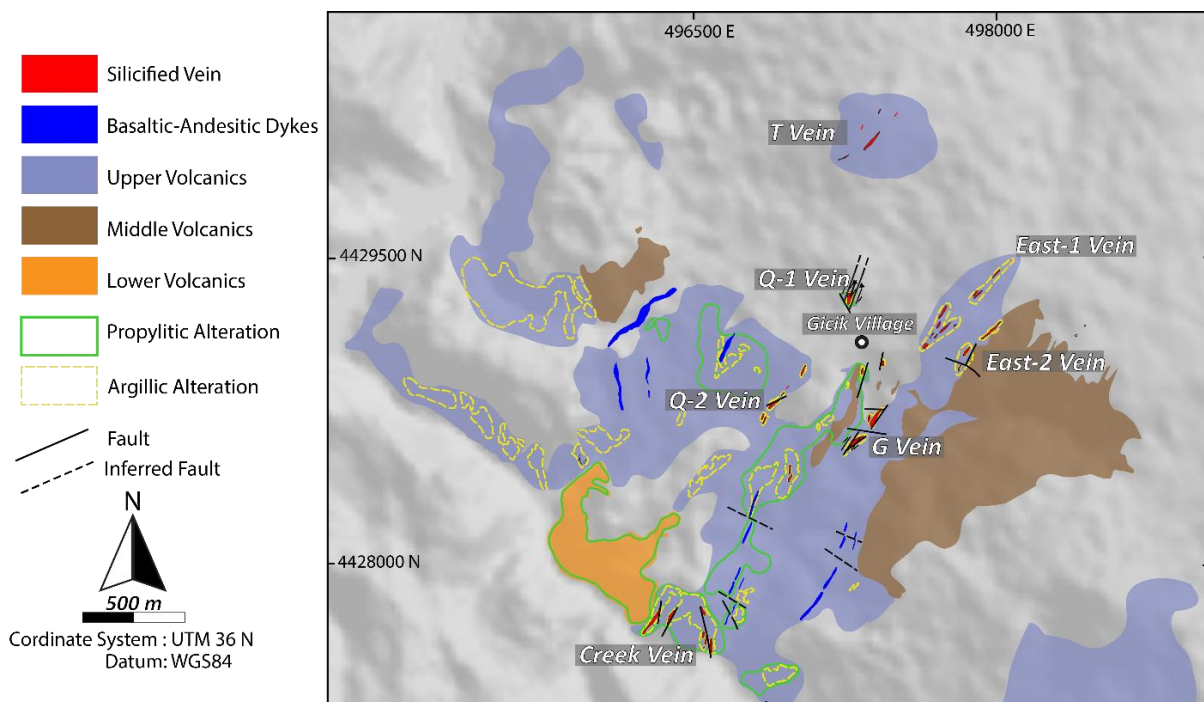 Silicified Vein
Basaltic-Andesitic Dykes
Upper Volcanics
Middle Volcanics
Lower Volcanics
Propylitic Alteration
Argillic Alteration
Fault
Inferred Fault
N
500 m
Cordinate System : UTM 36 N
Datum: WGS84
496500 E
498000 E
4429500 N
4428000 N
T Vein
East-1 Vein
Q-1 Vein
Gicik Village
East-2 Vein
Q-2 Vein
G Vein
Creek Vein